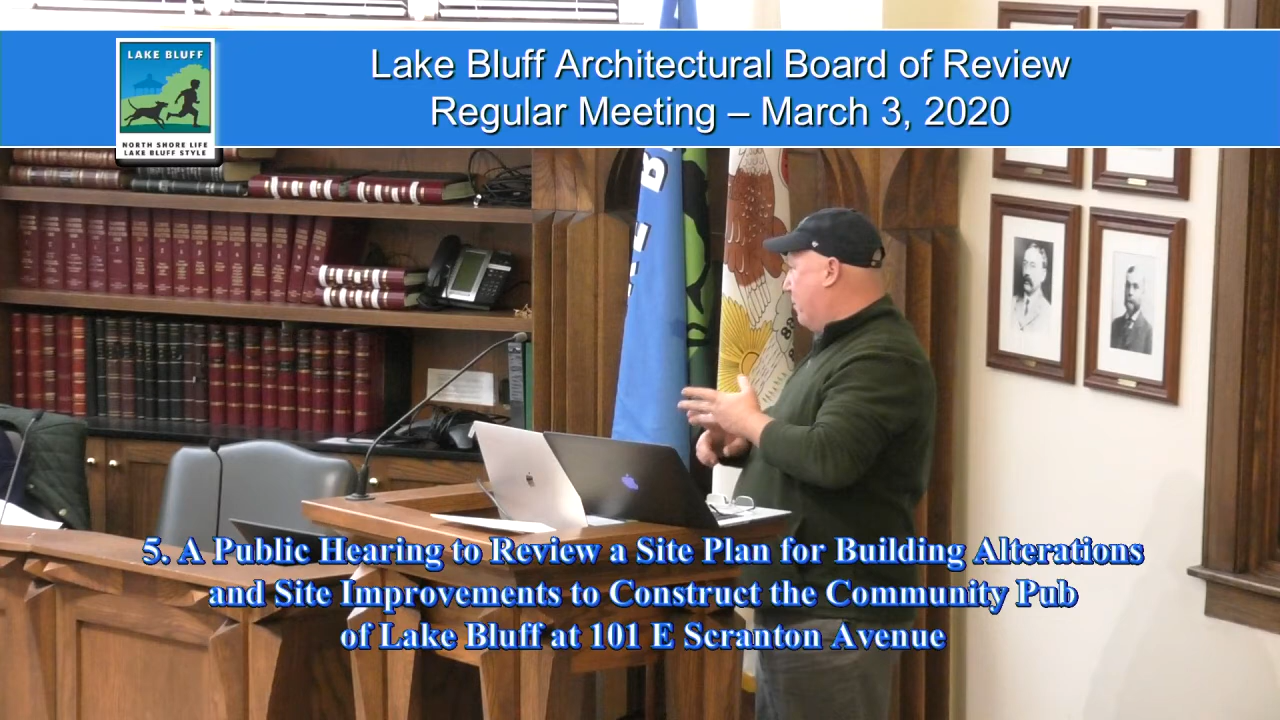 LAKE BLUFF
NORTH SHORE LIFE
LAKE BLUFF STYLE
Lake Bluff Architectural Board of Review
Regular Meeting – March 3, 2020
5. A Public Hearing to Review a Site Plan for Building Alterations
and Site Improvements to Construct the Community Pub
of Lake Bluff at 101 E Scranton Avenue